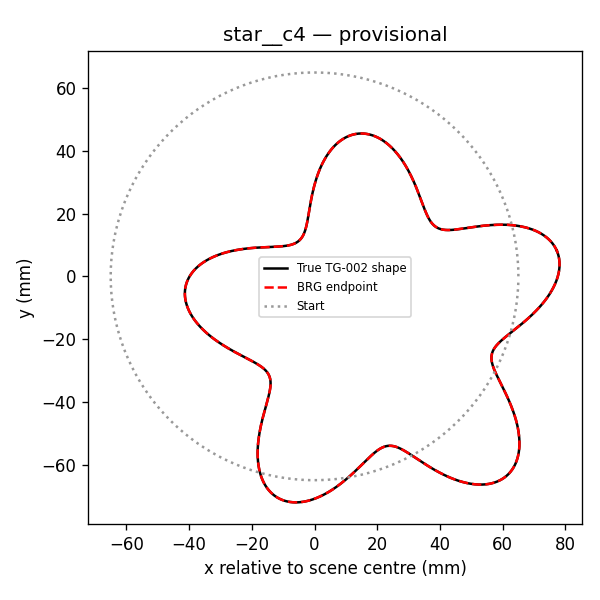 star__c4 — provisional
60
40
20
0
−20
−40
−60
y (mm)
True TG-002 shape
BRG endpoint
Start
−60 −40 −20 0 20 40 60 80
x relative to scene centre (mm)